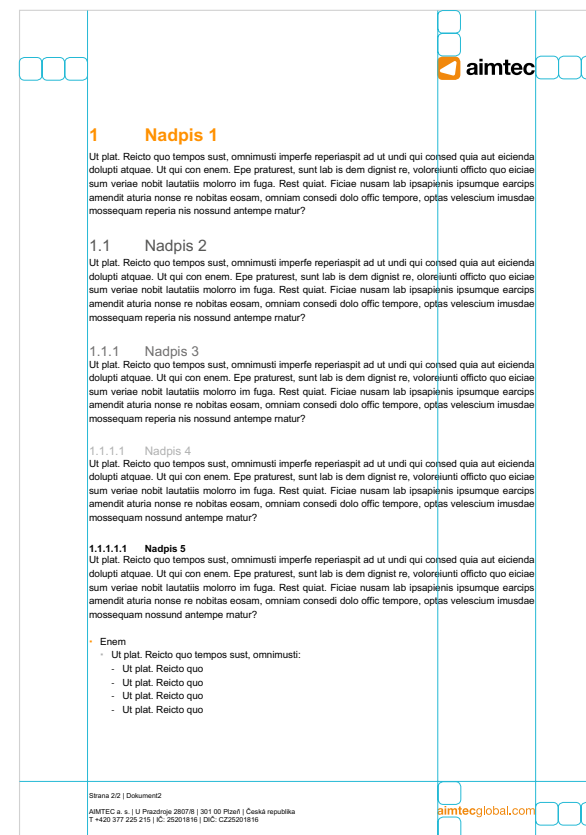 aimtec
1 Nadpis 1
Ut plat. Reicto quo tempos sust, omnimusti imperfe reperiaspit ad ut undi qui consed quia aut eicienda
dolupti atquae. Ut qui con enem. Epe praturest, sunt lab is dem dignist re, voloreiunti officto quo eiciae
sum veriae nobit lautatiis molorro im fuga. Rest quiat. Ficiae nusam lab ipsapienis ipsumque earcips
amendit aturia nonse re nobitas eosam, omniam consedi dolo offic tempore, optas velescium imusdae
mossequam reperia nis nossund antempe rnatur?
1.1 Nadpis 2
Ut plat. Reicto quo tempos sust, omnimusti imperfe reperiaspit ad ut undi qui consed quia aut eicienda
dolupti atquae. Ut qui con enem. Epe praturest, sunt lab is dem dignist re, oloreiunti officto quo eiciae
sum veriae nobit lautatiis molorro im fuga. Rest quiat. Ficiae nusam lab ipsapienis ipsumque earcips
amendit aturia nonse re nobitas eosam, omniam consedi dolo offic tempore, optas velescium imusdae
mossequam reperia nis nossund antempe rnatur?
1.1.1 Nadpis 3
Ut plat. Reicto quo tempos sust, omnimusti imperfe reperiaspit ad ut undi qui consed quia aut eicienda
dolupti atquae. Ut qui con enem. Epe praturest, sunt lab is dem dignist re, voloreiunti officto quo eiciae
sum veriae nobit lautatiis molorro im fuga. Rest quiat. Ficiae nusam lab ipsapienis ipsumque earcips
amendit aturia nonse re nobitas eosam, omniam consedi dolo offic tempore, optas velescium imusdae
mossequam reperia nis nossund antempe rnatur?
1.1.1.1 Nadpis 4
Ut plat. Reicto quo tempos sust, omnimusti imperfe reperiaspit ad ut undi qui consed quia aut eicienda
dolupti atquae. Ut qui con enem. Epe praturest, sunt lab is dem dignist re, voloreiunti officto quo eiciae
sum veriae nobit lautatiis molorro im fuga. Rest quiat. Ficiae nusam lab ipsapienis ipsumque earcips
amendit aturia nonse re nobitas eosam, omniam consedi dolo offic tempore, optas velescium imusdae
mossequam nossund antempe rnatur?
1.1.1.1.1 Nadpis 5
Ut plat. Reicto quo tempos sust, omnimusti imperfe reperiaspit ad ut undi qui consed quia aut eicienda
dolupti atquae. Ut qui con enem. Epe praturest, sunt lab is dem dignist re, voloreiunti officto quo eiciae
sum veriae nobit lautatiis molorro im fuga. Rest quiat. Ficiae nusam lab ipsapienis ipsumque earcips
amendit aturia nonse re nobitas eosam, omniam consedi dolo offic tempore, optas velescium imusdae
mossequam nossund antempe rnatur?
• Enem
• Ut plat. Reicto quo tempos sust, omnimusti:
- Ut plat. Reicto quo
- Ut plat. Reicto quo
- Ut plat. Reicto quo
- Ut plat. Reicto quo
Strana 2/2 | Dokument2
AIMTEC a. s. | U Prazdroje 2807/8 | 301 00 Plzeň | Česká republika
T +420 377 225 215 | IČ: 25201816 | DIČ: CZ25201816
aimtecglobal.com